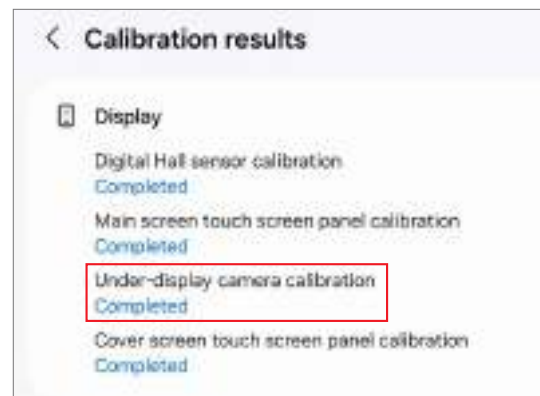 Calibration results
Display
Digital Hall sensor calibration
Completed
Main screen touch screen panel calibration
Completed
Under-display camera calibration
Completed
Cover screen touch screen panel calibration
Completed